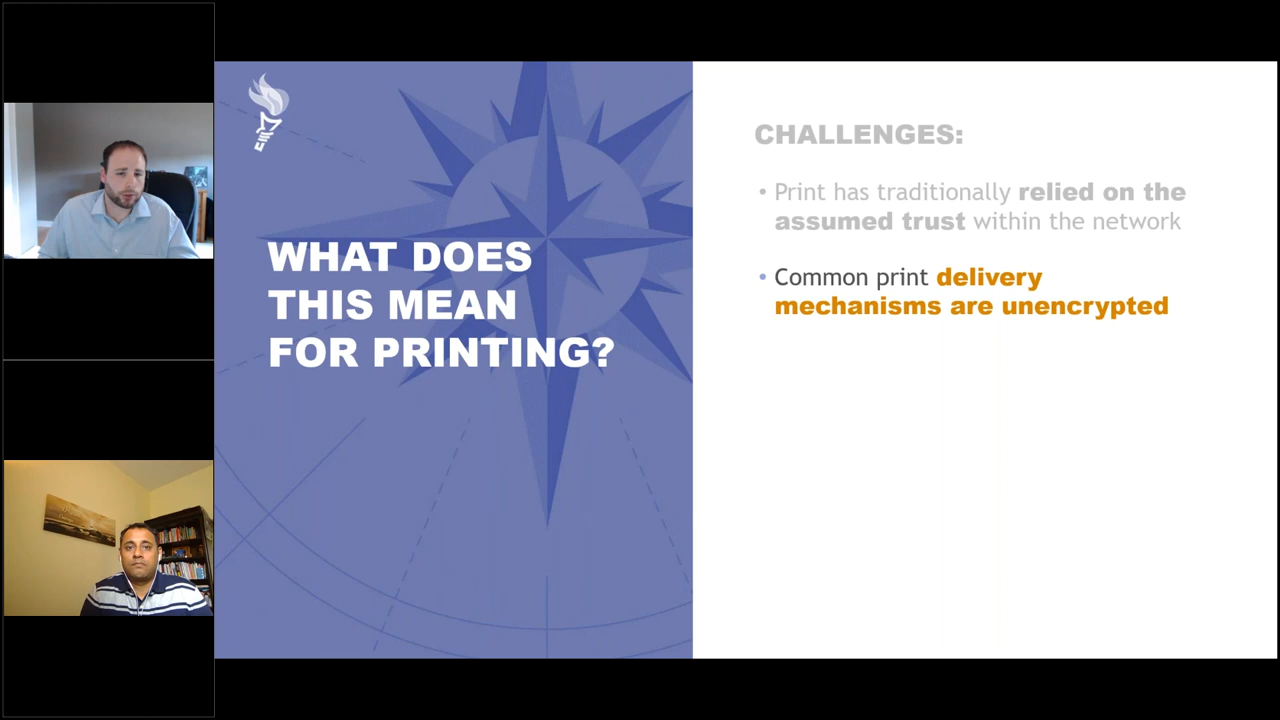 WHAT DOES
THIS MEAN
FOR PRINTING?
CHALLENGES:
• Print has traditionally relied on the
assumed trust within the network
• Common print delivery
mechanisms are unencrypted